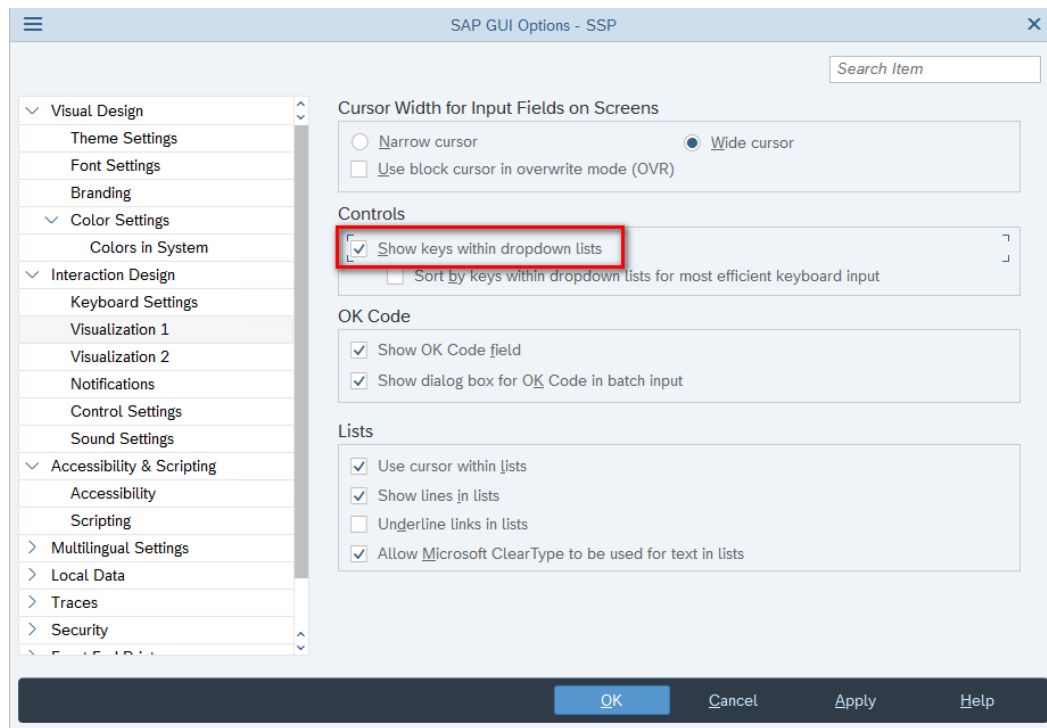 SAP GUI Options - SSP
Search Item
Visual Design
Theme Settings
Font Settings
Branding
Color Settings
Colors in System
Interaction Design
Keyboard Settings
Visualization 1
Visualization 2
Notifications
Control Settings
Sound Settings
Accessibility & Scripting
Accessibility
Scripting
Multilingual Settings
Local Data
Traces
Security
Cursor Width for Input Fields on Screens
Narrow cursor
Wide cursor
Use block cursor in overwrite mode (OVR)
Controls
Show keys within dropdown lists
Sort by keys within dropdown lists for most efficient keyboard input
OK Code
Show OK Code field
Show dialog box for OK Code in batch input
Lists
Use cursor within lists
Show lines in lists
Underline links in lists
Allow Microsoft ClearType to be used for text in lists
OK
Cancel
Apply
Help